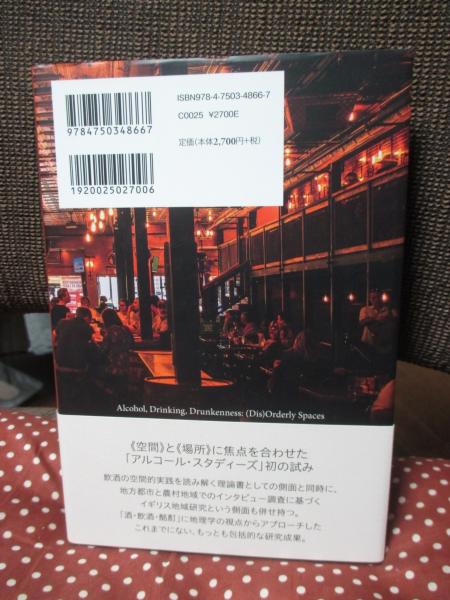 ISBN978-4-7503-4866-7
C0025 ¥2700E
定価(本体2,700円+税)
9784750348667
1920025027006
Alcohol, Drinking, Drunkenness: (Dis)Orderly Spaces
《空間》と《場所》に焦点を合わせた
「アルコール・スタディーズ」初の試み
飲酒の空間的実践を読み解く理論書としての側面と同時に、
地方都市と農村地域でのインタビュー調査に基づく
イギリス地域研究という側面も併せ持つ。
「酒・飲酒・酩酊」に地理学の視点からアプローチした
これまでにない、もっとも包括的な研究成果。